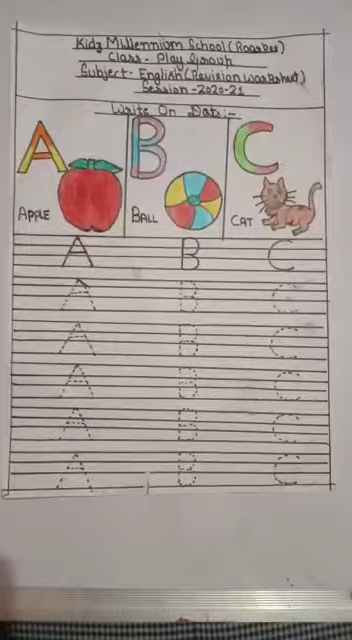 Kidz Millennium School (Roorkee)
Class - Play Group
Subject - English (Revision Worksheet)
Session - 2020-21
Write On Dots:-
A B C
APPLE BALL CAT
A B C
A B C
A B C
A B C
A B C
A B C